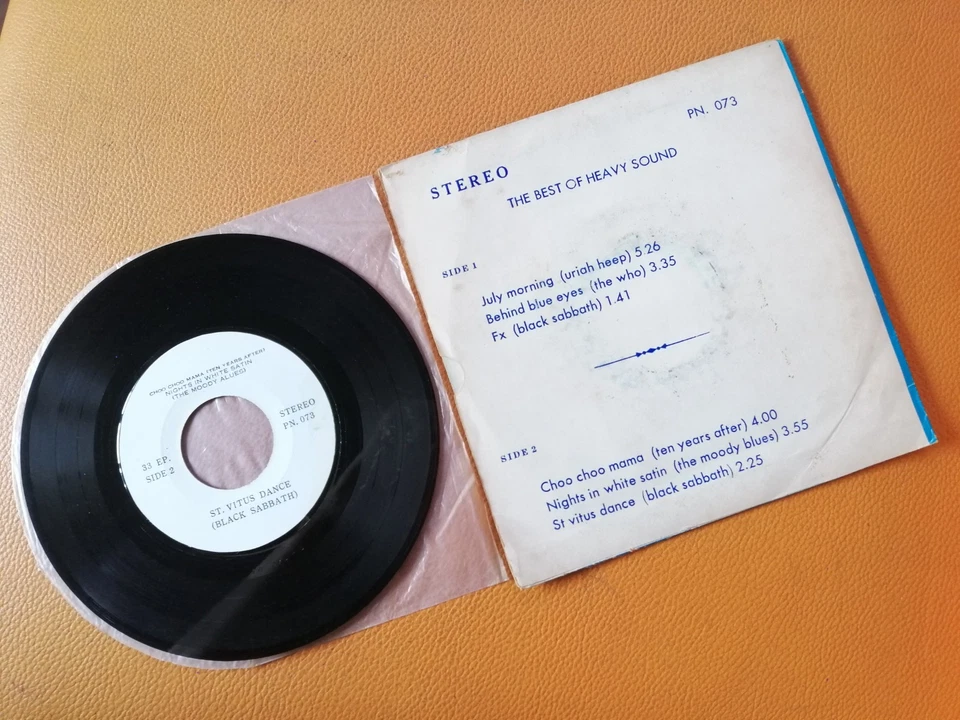 CHOO CHOO MAMA (TEN YEARS AFTER)
NIGHTS IN WHITE SATIN
(THE MOODY ALUES)
STEREO
PN. 073
33 EP.
SIDE 2
ST. VITUS DANCE
(BLACK SABBATH)
PN. 073
STEREO
THE BEST OF HEAVY SOUND
SIDE 1
July morning (uriah heep) 5.26
Behind blue eyes (the who) 3.35
Fx (black sabbath) 1.41
SIDE 2
Choo choo mama (ten years after) 4.00
Nights in white satin (the moody blues) 3.55
St vitus dance (black sabbath) 2.25